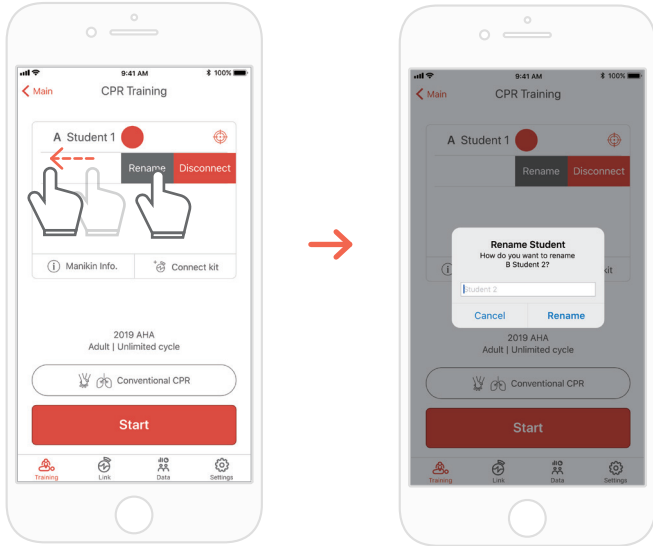 9:41 AM
100%
Main
CPR Training
A Student 1
Rename
Disconnect
Manikin Info.
Connect kit
2019 AHA
Adult | Unlimited cycle
Conventional CPR
Start
Training
Link
Data
Settings
9:41 AM
100%
Main
CPR Training
A Student 1
Rename
Disconnect
Rename Student
How do you want to rename
B Student 2?
Student 2
Cancel
Rename
kit
2019 AHA
Adult | Unlimited cycle
Conventional CPR
Start
Training
Link
Data
Settings